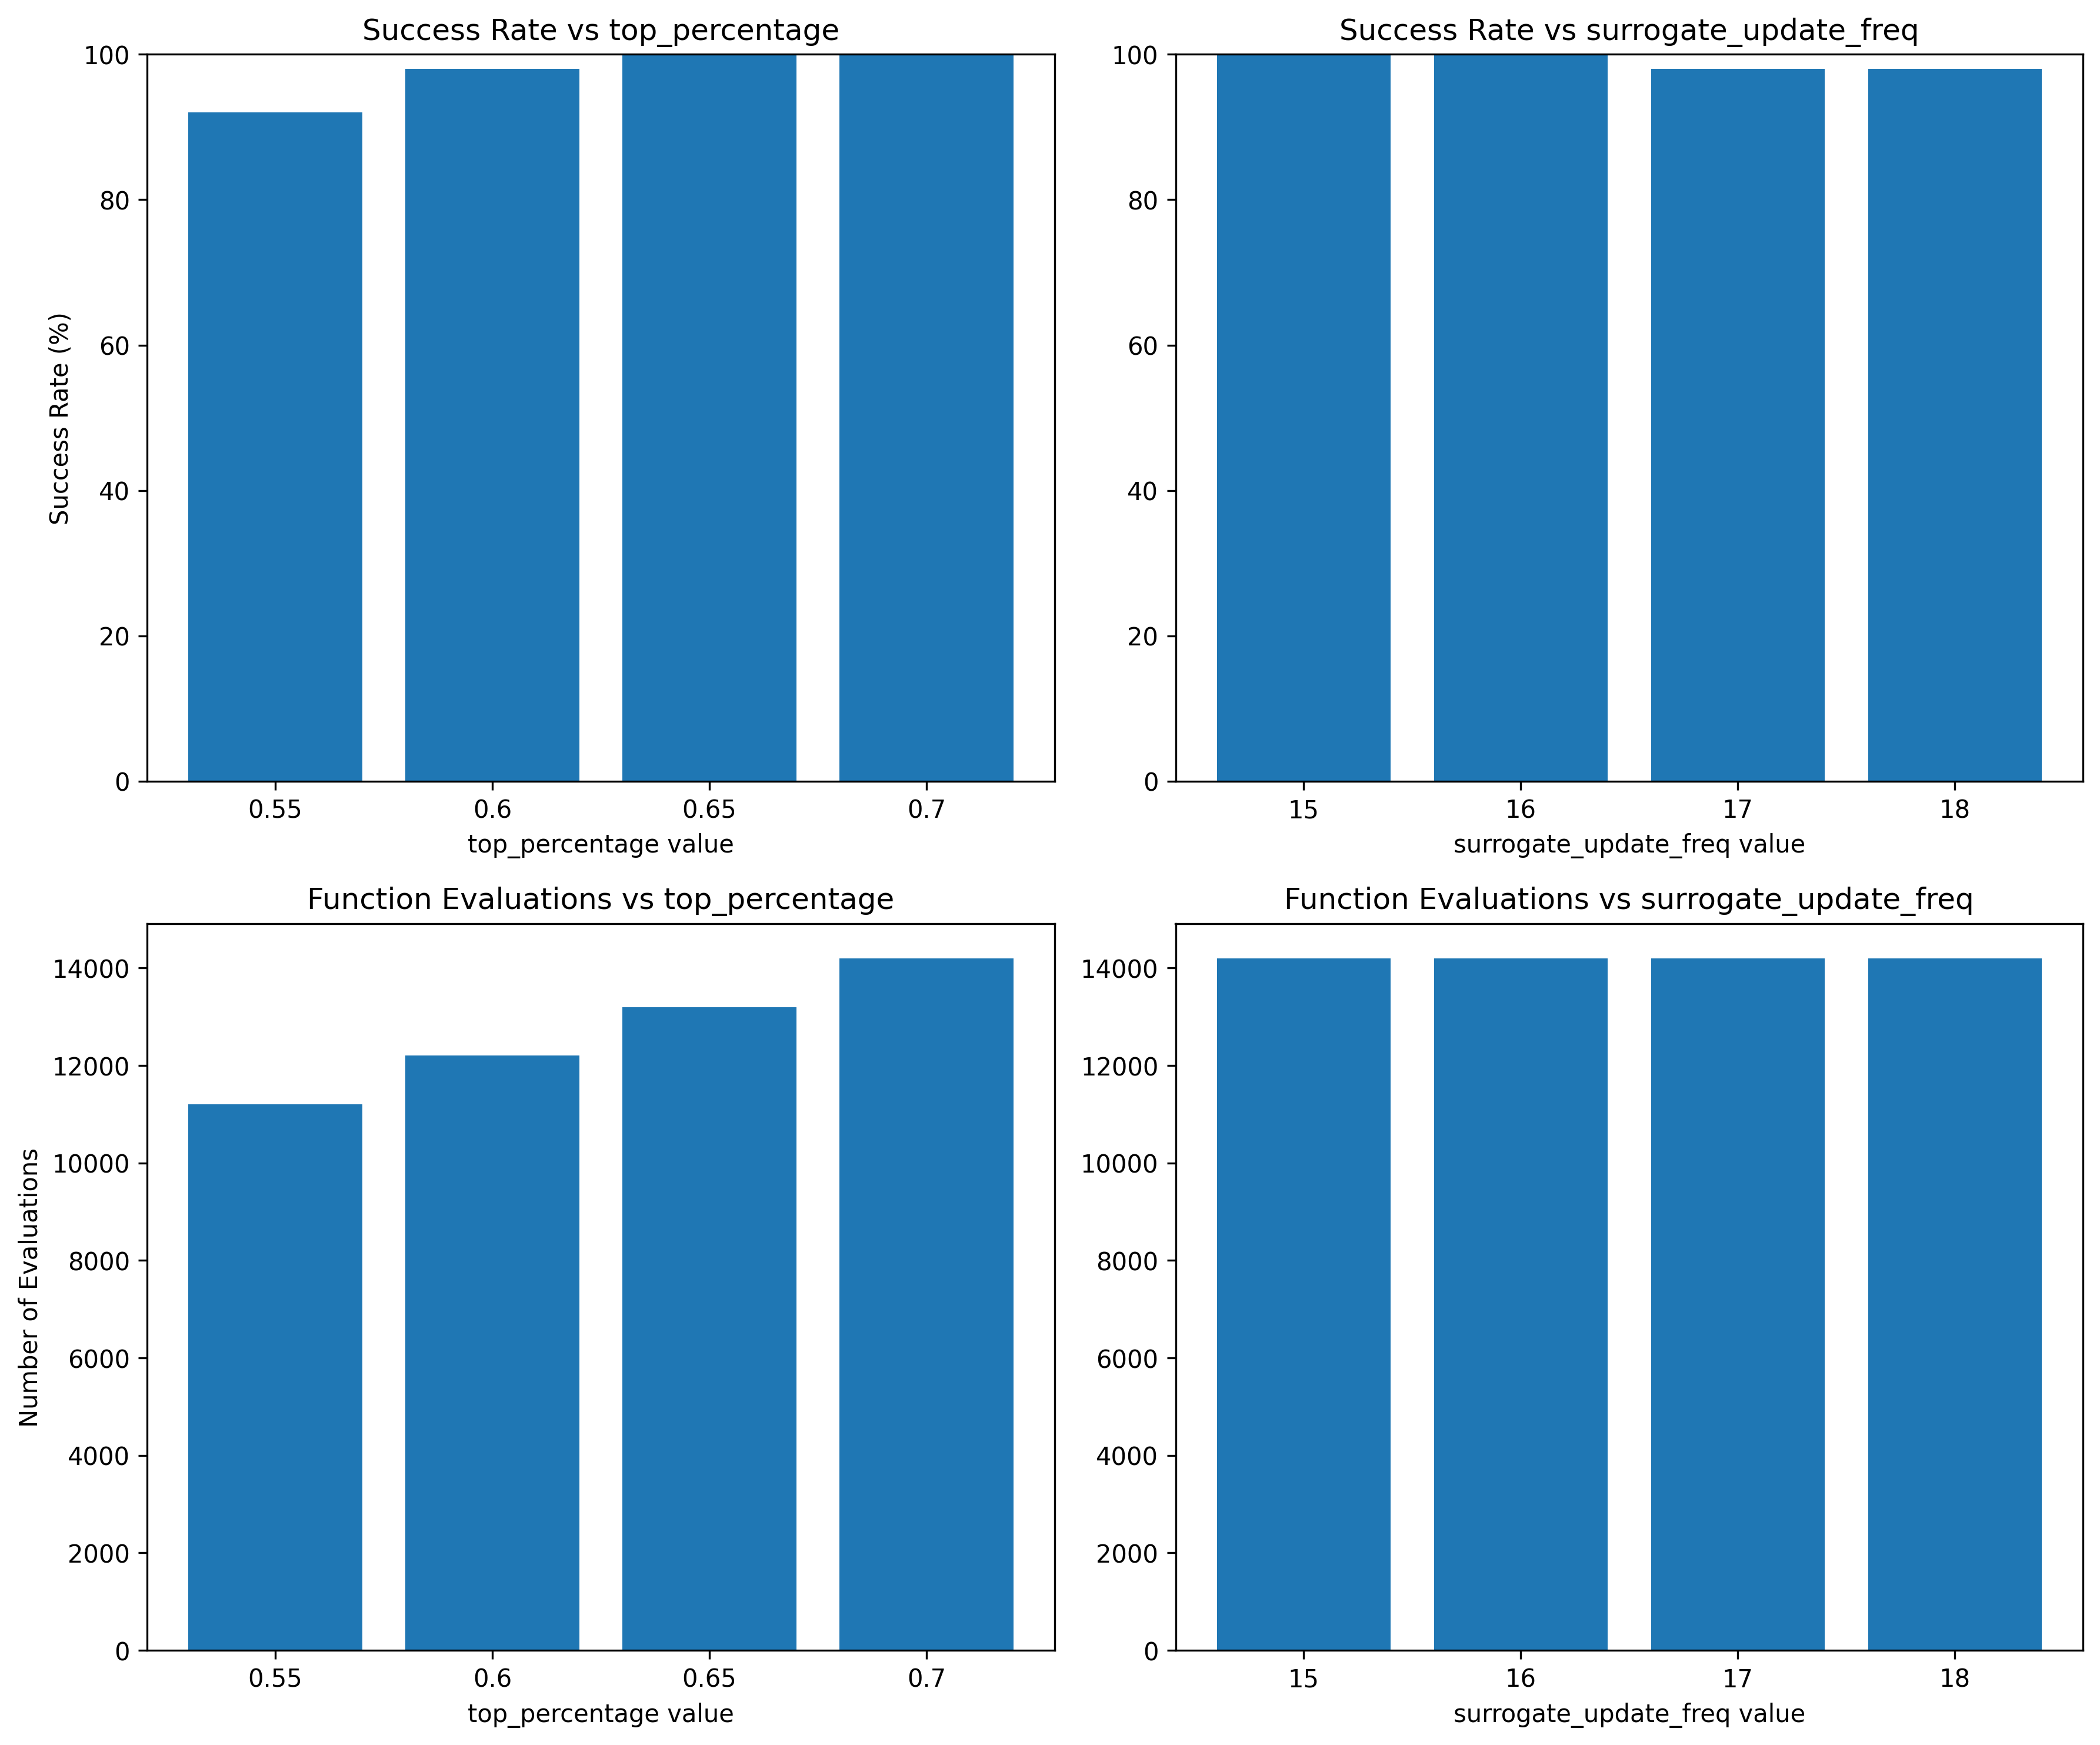 Success Rate vs top_percentage
Success Rate (%)
100
80
60
40
20
0
0.55 0.6 0.65 0.7
top_percentage value
Success Rate vs surrogate_update_freq
100
80
60
40
20
0
15 16 17 18
surrogate_update_freq value
Function Evaluations vs top_percentage
Number of Evaluations
14000
12000
10000
8000
6000
4000
2000
0
0.55 0.6 0.65 0.7
top_percentage value
Function Evaluations vs surrogate_update_freq
14000
12000
10000
8000
6000
4000
2000
0
15 16 17 18
surrogate_update_freq value